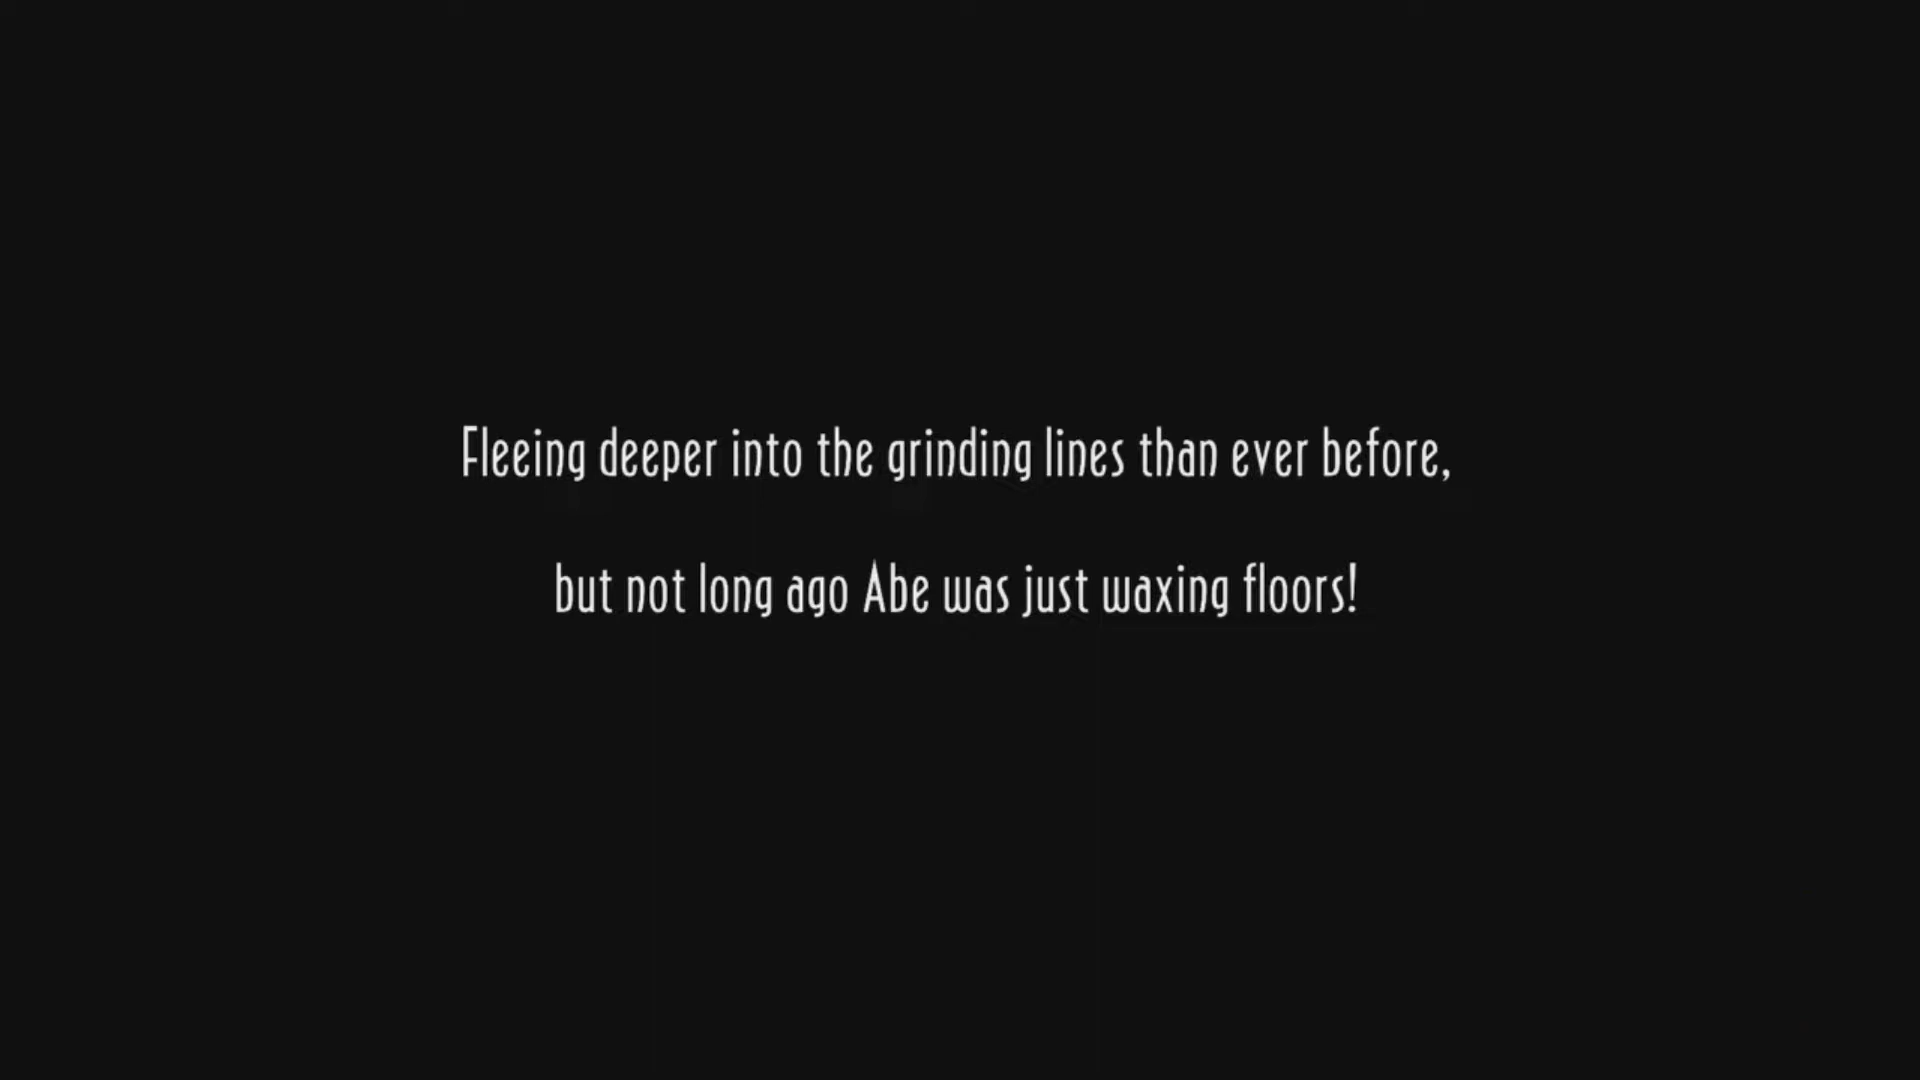 Fleeing deeper into the grinding lines than ever before,
but not long ago Abe was just waxing floors!